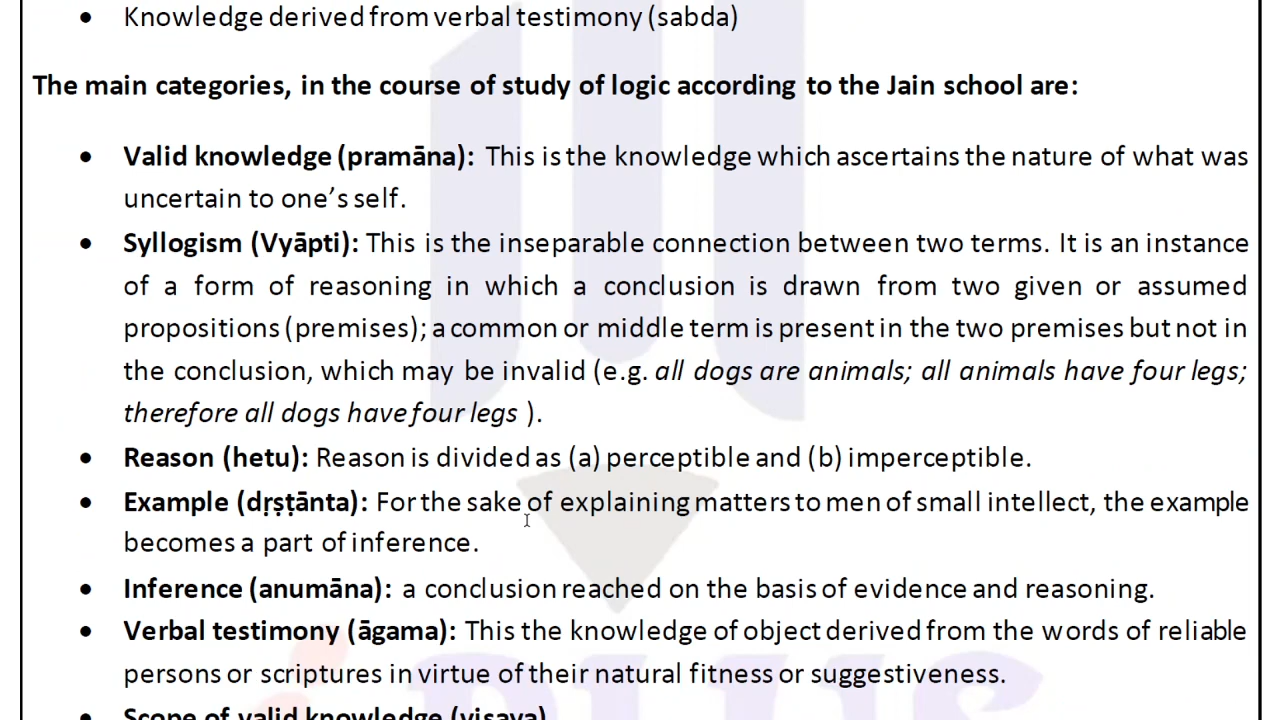 • Knowledge derived from verbal testimony (sabda)
The main categories, in the course of study of logic according to the Jain school are:
• Valid knowledge (pramāna): This is the knowledge which ascertains the nature of what was
uncertain to one’s self.
• Syllogism (Vyāpti): This is the inseparable connection between two terms. It is an instance
of a form of reasoning in which a conclusion is drawn from two given or assumed
propositions (premises); a common or middle term is present in the two premises but not in
the conclusion, which may be invalid (e.g. all dogs are animals; all animals have four legs;
therefore all dogs have four legs ).
• Reason (hetu): Reason is divided as (a) perceptible and (b) imperceptible.
• Example (dṛṣṭānta): For the sake of explaining matters to men of small intellect, the example
becomes a part of inference.
• Inference (anumāna): a conclusion reached on the basis of evidence and reasoning.
• Verbal testimony (āgama): This the knowledge of object derived from the words of reliable
persons or scriptures in virtue of their natural fitness or suggestiveness.
• Scope of valid knowledge (visaya)